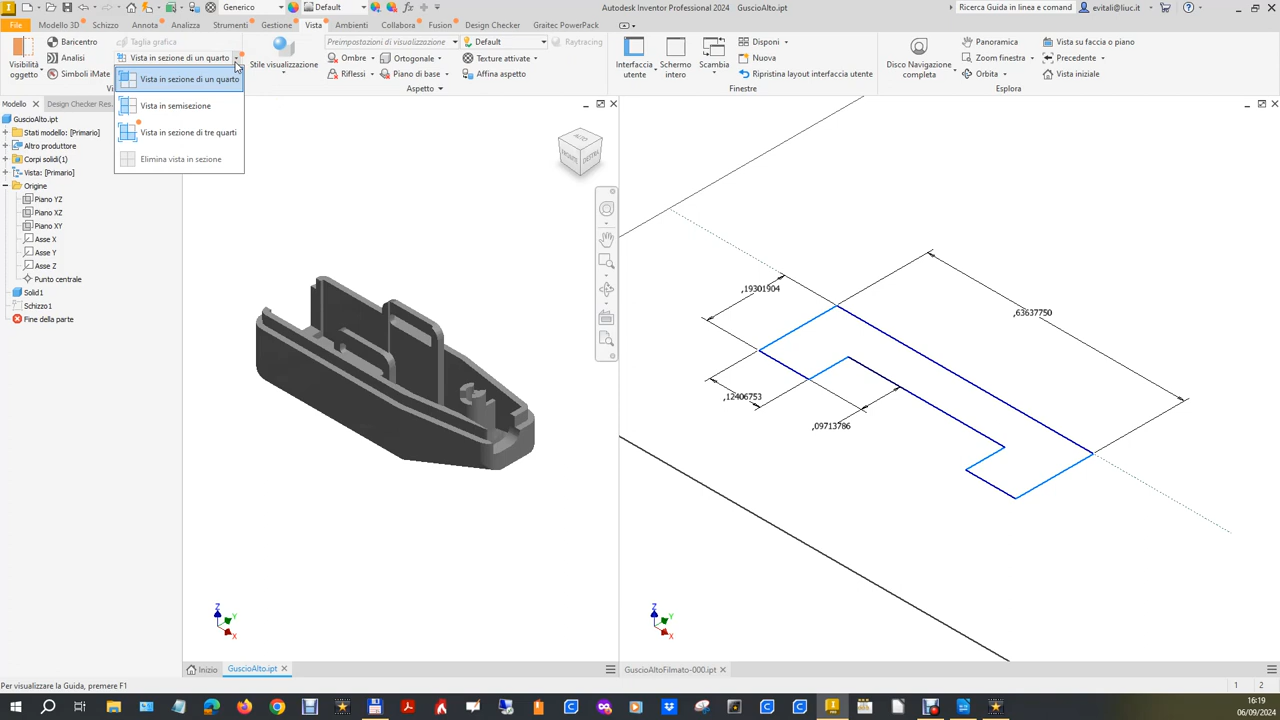 Generico
Default
Autodesk Inventor Professional 2024 GuscioAlto.ipt
Ricerca Guida in linea e comandi
evitali@liuc.it
File
Modello 3D
Schizzo
Annota
Analizza
Strumenti
Gestione
Vista
Ambienti
Collabora
Fusion
Design Checker
Graitec PowerPack
Visibilità oggetto
Baricentro
Analisi
Simboli iMate
Taglia grafica
Vista in sezione di un quarto
Stile visualizzazione
Preimpostazioni di visualizzazione
Ombre
Riflessi
Ortogonale
Piano di base
Default
Texture attivate
Affina aspetto
Raytracing
Aspetto
Interfaccia utente
Schermo intero
Scambia
Disponi
Nuova
Ripristina layout interfaccia utente
Finestre
Disco Navigazione completa
Panoramica
Zoom finestra
Orbita
Vista su faccia o piano
Precedente
Vista iniziale
Esplora
Vista in sezione di un quarto
Vista in semisezione
Vista in sezione di tre quarti
Elimina vista in sezione
Modello
Design Checker Res.
GuscioAlto.ipt
Stati modello: [Primario]
Altro produttore
Corpi solidi(1)
Vista: [Primario]
Origine
Piano YZ
Piano XZ
Piano XY
Asse X
Asse Y
Asse Z
Punto centrale
Solid1
Schizzo1
Fine della parte
ALTO
FRONTE
DESTRA
,19301904
,63637750
,12406753
,09713786
Z
Y
X
Z
Y
X
Inizio
GuscioAlto.ipt
GuscioAltoFilmato-000.ipt
Per visualizzare la Guida, premere F1
1
2
16:19
06/09/2024